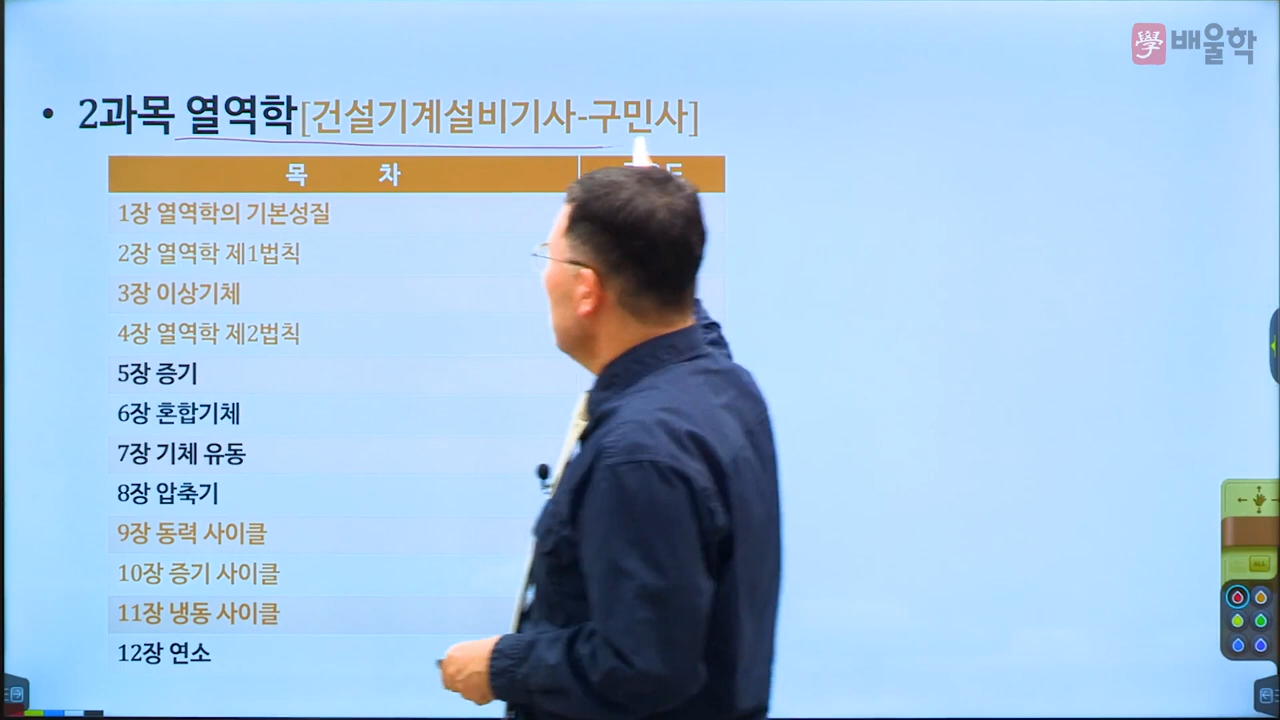 學 배울학
• 2과목 열역학[건설기계설비기사-구민사]
목 차
1장 열역학의 기본성질
2장 열역학 제1법칙
3장 이상기체
4장 열역학 제2법칙
5장 증기
6장 혼합기체
7장 기체 유동
8장 압축기
9장 동력 사이클
10장 증기 사이클
11장 냉동 사이클
12장 연소
ALL